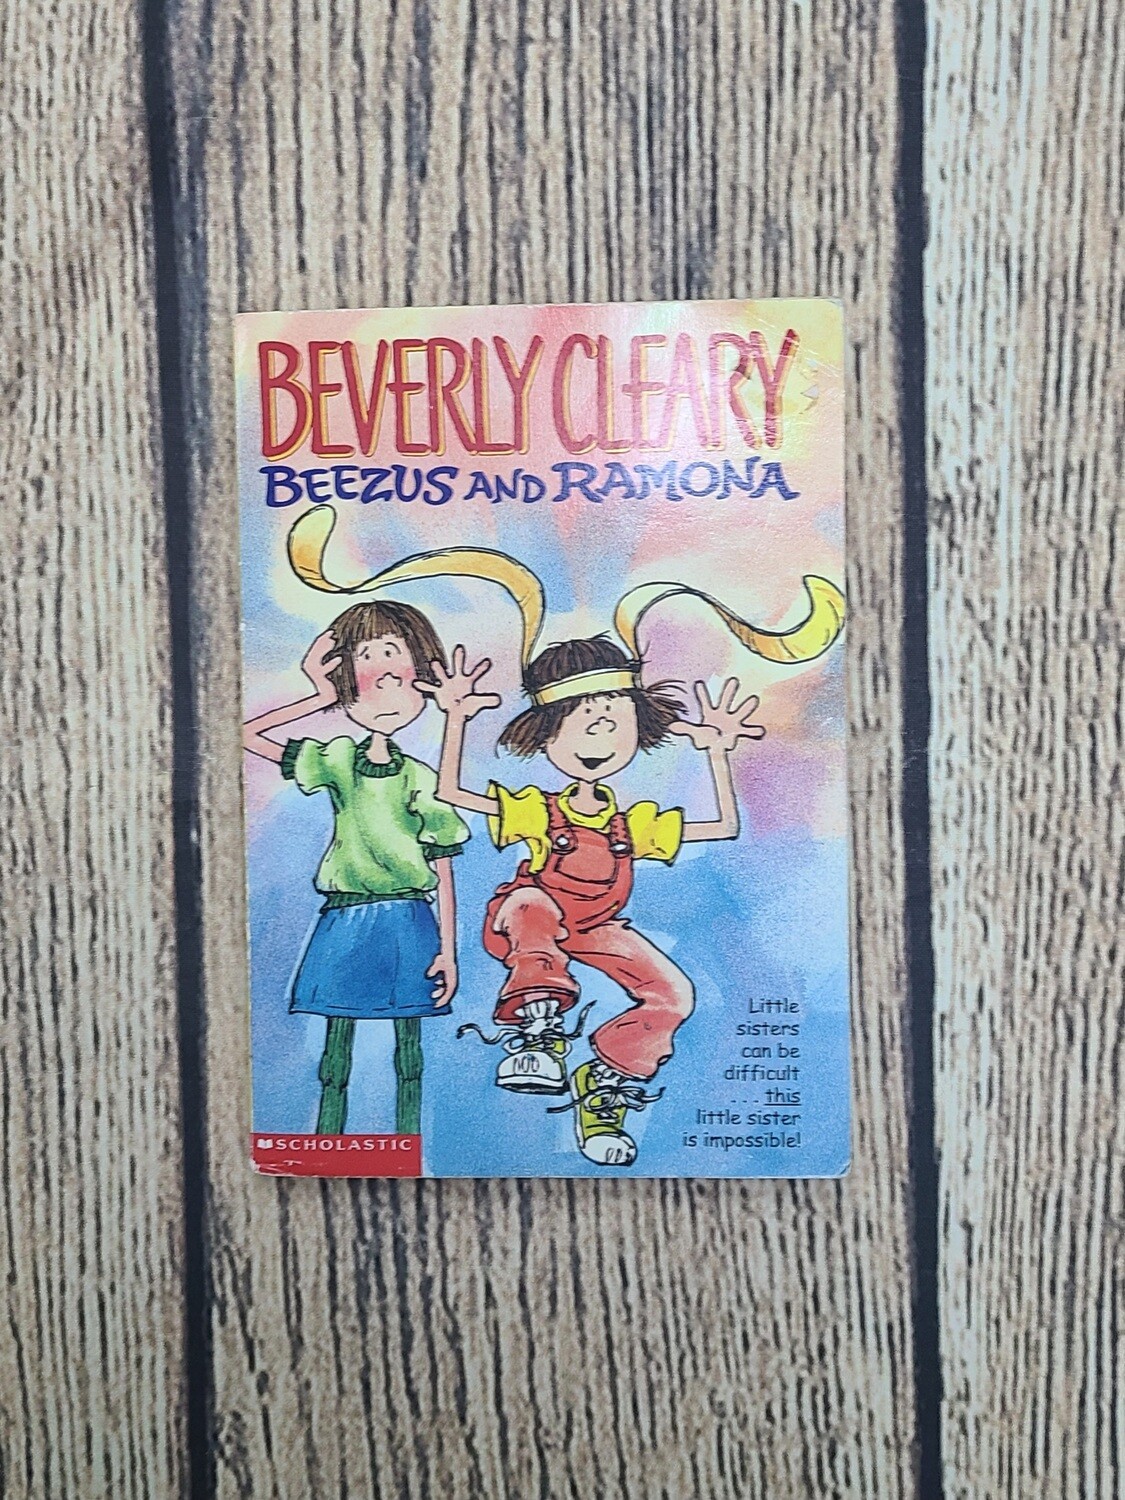 BEVERLY CLEARY
BEEZUS AND RAMONA
Little
sisters
can be
difficult
. . . this
little sister
is impossible!
SCHOLASTIC